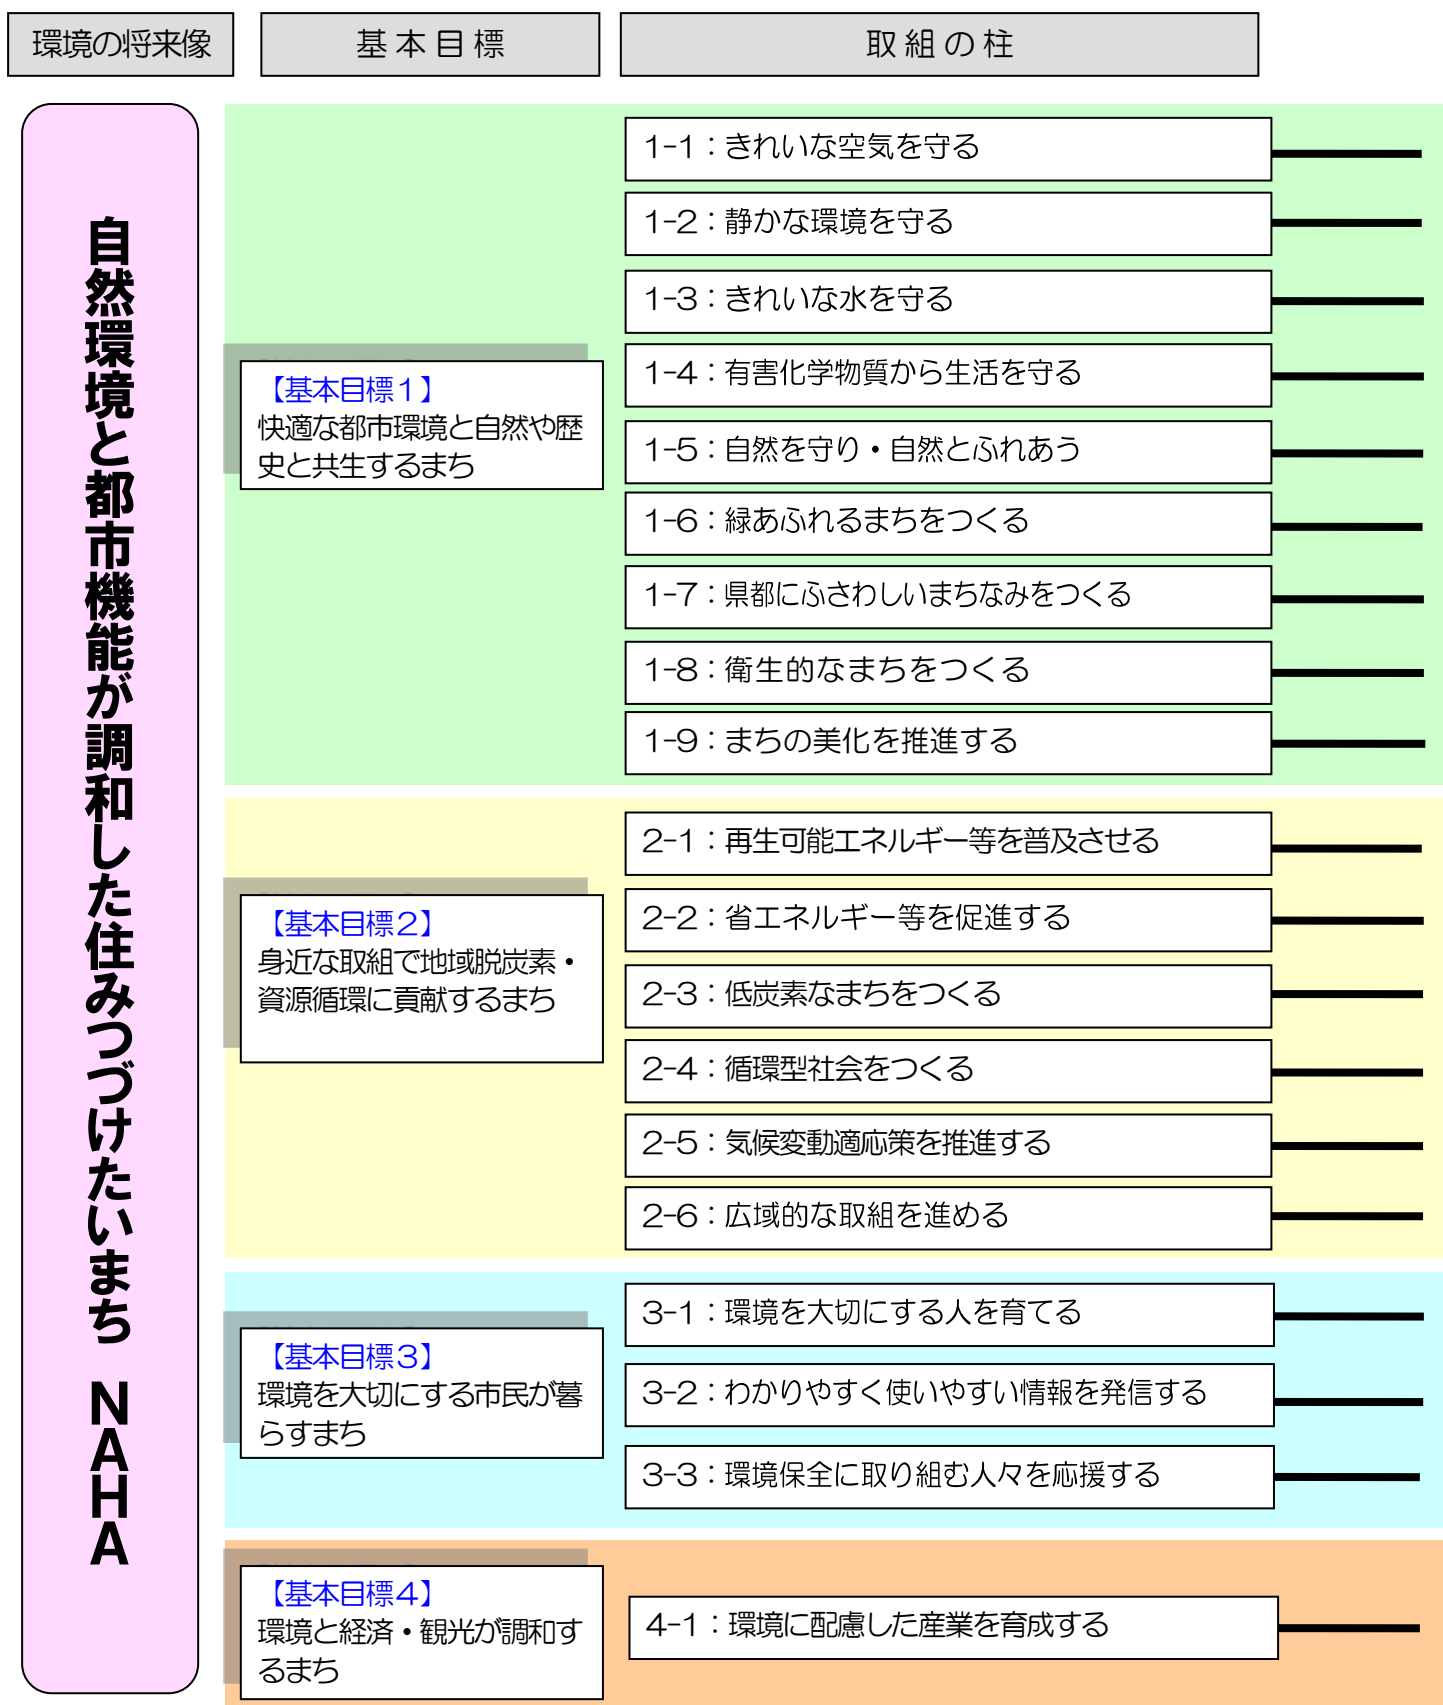 環境の将来像
基本目標
取組の柱
自然環境と都市機能が調和した住みつづけたいまち　ＮＡＨＡ
【基本目標１】
快適な都市環境と自然や歴
史と共生するまち
1-1：きれいな空気を守る
1-2：静かな環境を守る
1-3：きれいな水を守る
1-4：有害化学物質から生活を守る
1-5：自然を守り・自然とふれあう
1-6：緑あふれるまちをつくる
1-7：県都にふさわしいまちなみをつくる
1-8：衛生的なまちをつくる
1-9：まちの美化を推進する
【基本目標２】
身近な取組で地域脱炭素・
資源循環に貢献するまち
2-1：再生可能エネルギー等を普及させる
2-2：省エネルギー等を促進する
2-3：低炭素なまちをつくる
2-4：循環型社会をつくる
2-5：気候変動適応策を推進する
2-6：広域的な取組を進める
【基本目標３】
環境を大切にする市民が暮
らすまち
3-1：環境を大切にする人を育てる
3-2：わかりやすく使いやすい情報を発信する
3-3：環境保全に取り組む人々を応援する
【基本目標４】
環境と経済・観光が調和す
るまち
4-1：環境に配慮した産業を育成する